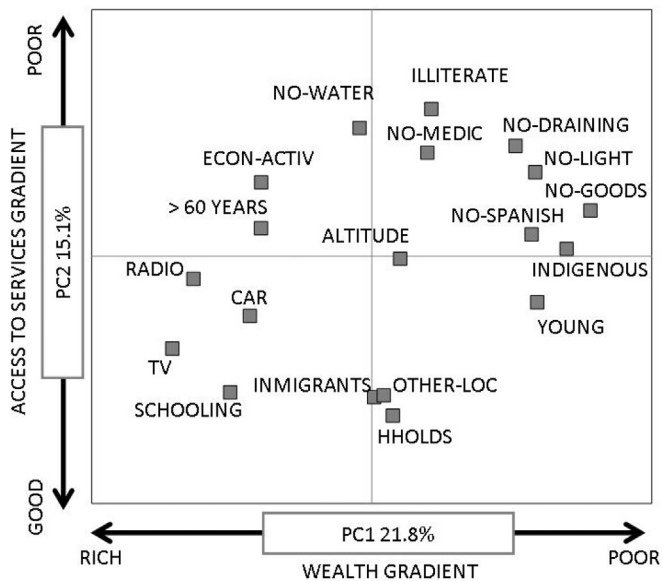 POOR
ILLITERATE
NO-WATER
NO-MEDIC
NO-DRAINING
ECON-ACTIV
NO-LIGHT
NO-GOODS
> 60 YEARS
NO-SPANISH
ALTITUDE
RADIO
INDIGENOUS
CAR
YOUNG
TV
INMIGRANTS
OTHER-LOC
SCHOOLING
HHOLDS
ACCESS TO SERVICES GRADIENT
PC2 15.1%
GOOD
PC1 21.8%
RICH
POOR
WEALTH GRADIENT